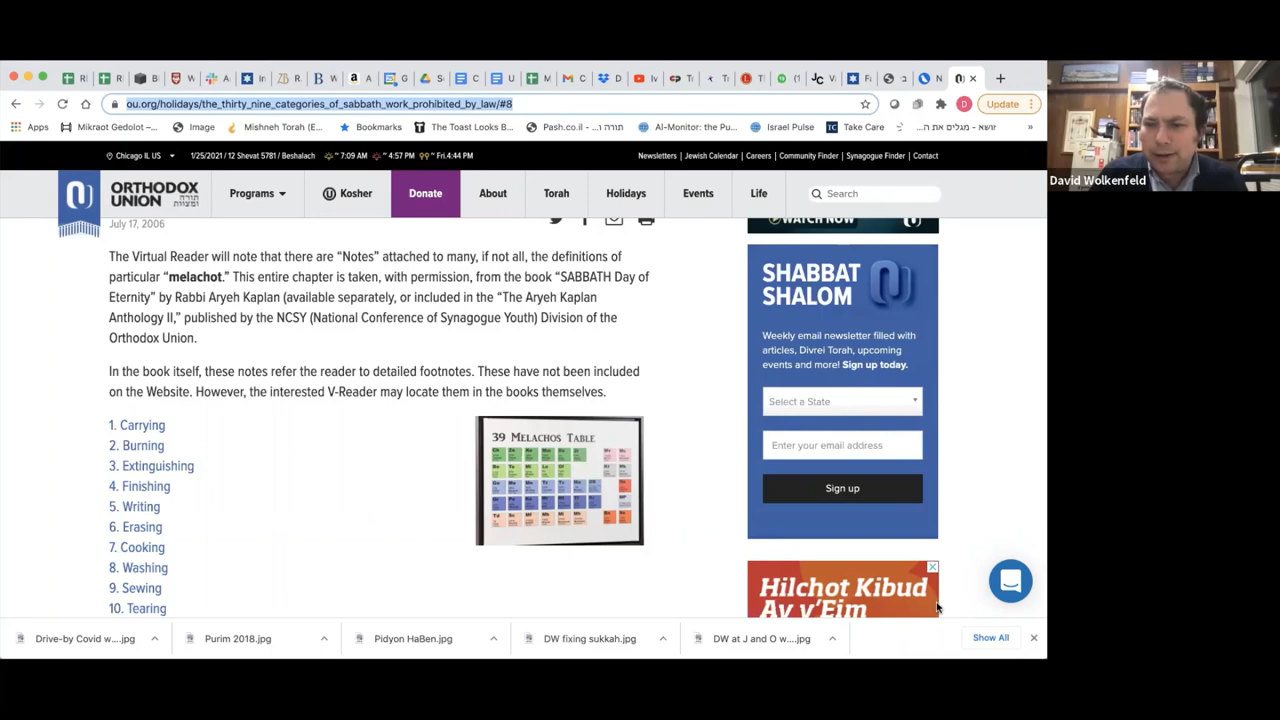 ou.org/holidays/the_thirty_nine_categories_of_sabbath_work_prohibited_by_law/#8
Update
Apps
Mikraot Gedolot –...
Image
Mishneh Torah (E...
Bookmarks
The Toast Looks B...
Pash.co.il – תורה ו...
AI-Monitor: the Pu...
Israel Pulse
Take Care
זושא – מגלים את ה...
»
Chicago IL US
1/25/2021 / 12 Shevat 5781 / Beshalach
7:09 AM
4:57 PM
Fri.4:44 PM
Newsletters | Jewish Calendar | Careers | Community Finder | Synagogue Finder | Contact
ORTHODOX
UNION
תורה
ומצוות
Programs
Kosher
Donate
About
Torah
Holidays
Events
Life
Search
July 17, 2006
WATCH NOW
The Virtual Reader will note that there are “Notes” attached to many, if not all, the definitions of
particular “melachot.” This entire chapter is taken, with permission, from the book “SABBATH Day of
Eternity” by Rabbi Aryeh Kaplan (available separately, or included in the “The Aryeh Kaplan
Anthology II,” published by the NCSY (National Conference of Synagogue Youth) Division of the
Orthodox Union.
In the book itself, these notes refer the reader to detailed footnotes. These have not been included
on the Website. However, the interested V-Reader may locate them in the books themselves.
1. Carrying
2. Burning
3. Extinguishing
4. Finishing
5. Writing
6. Erasing
7. Cooking
8. Washing
9. Sewing
10. Tearing
39 MELACHOS TABLE
SHABBAT
SHALOM
Weekly email newsletter filled with
articles, Divrei Torah, upcoming
events and more! Sign up today.
Select a State
Enter your email address
Sign up
Hilchot Kibud
Av v'Eim
Drive-by Covid w....jpg
Purim 2018.jpg
Pidyon HaBen.jpg
DW fixing sukkah.jpg
DW at J and O w....jpg
Show All
David Wolkenfeld